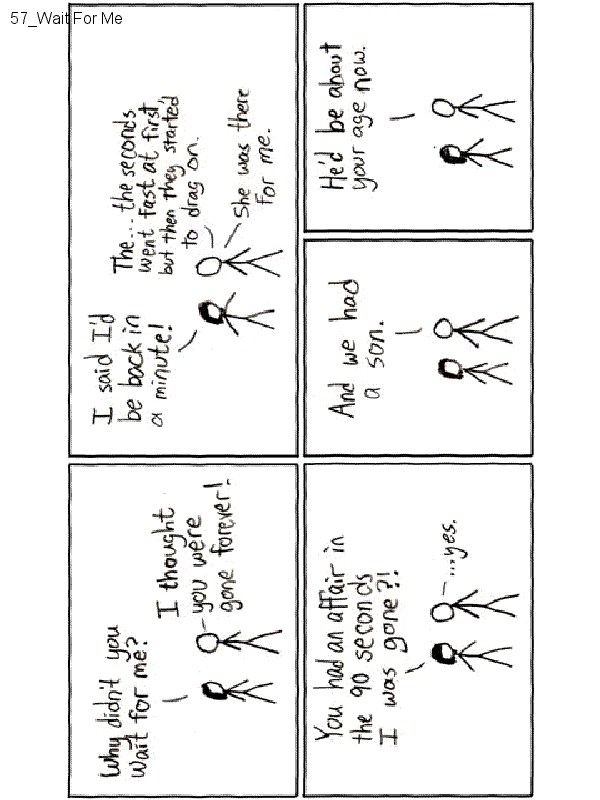 57_Wait For Me
Why didn't you
wait for me?
I thought
you were
gone forever!
I said I'd
be back in
a minute!
The... the seconds
went fast at first
but then they started
to drag on.
She was there
for me.
You had an affair in
the 90 seconds
I was gone?!
...yes.
And we had
a son.
He'd be about
your age now.